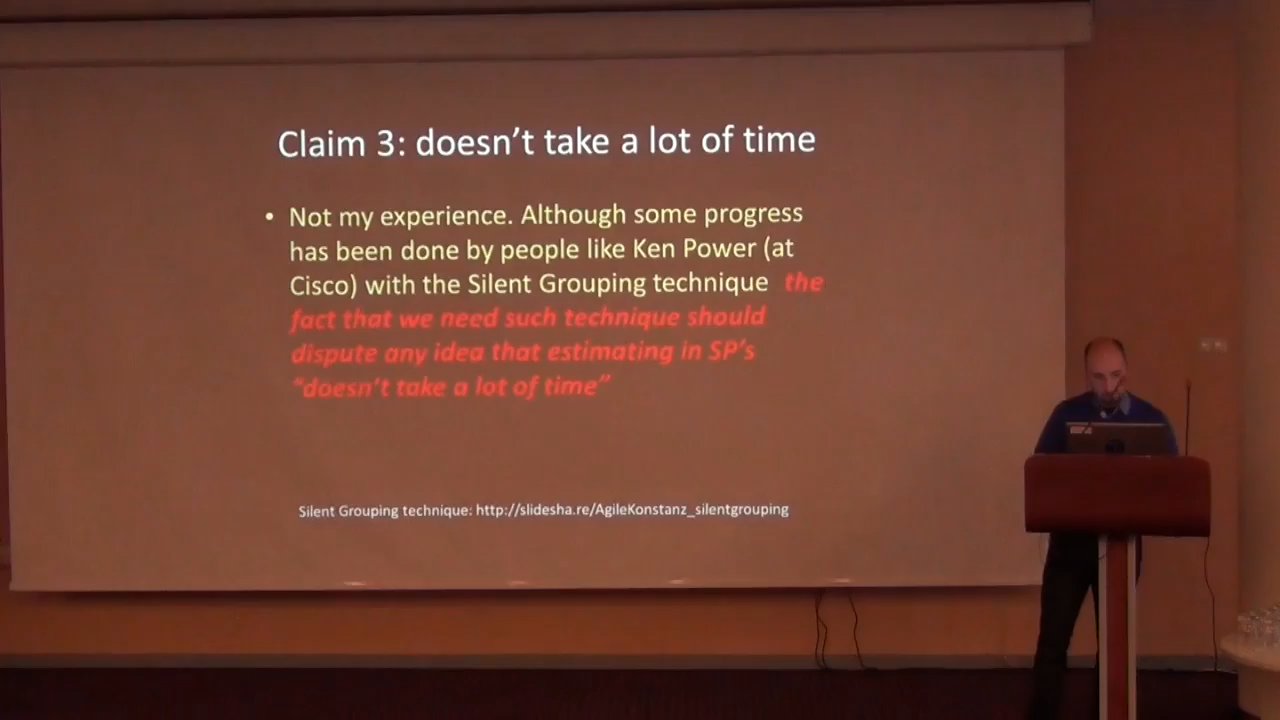 Claim 3: doesn't take a lot of time
• Not my experience. Although some progress
has been done by people like Ken Power (at
Cisco) with the Silent Grouping technique the
fact that we need such technique should
dispute any idea that estimating in SP's
"doesn't take a lot of time"
Silent Grouping technique: http://slidesha.re/AgileKonstanz_silentgrouping